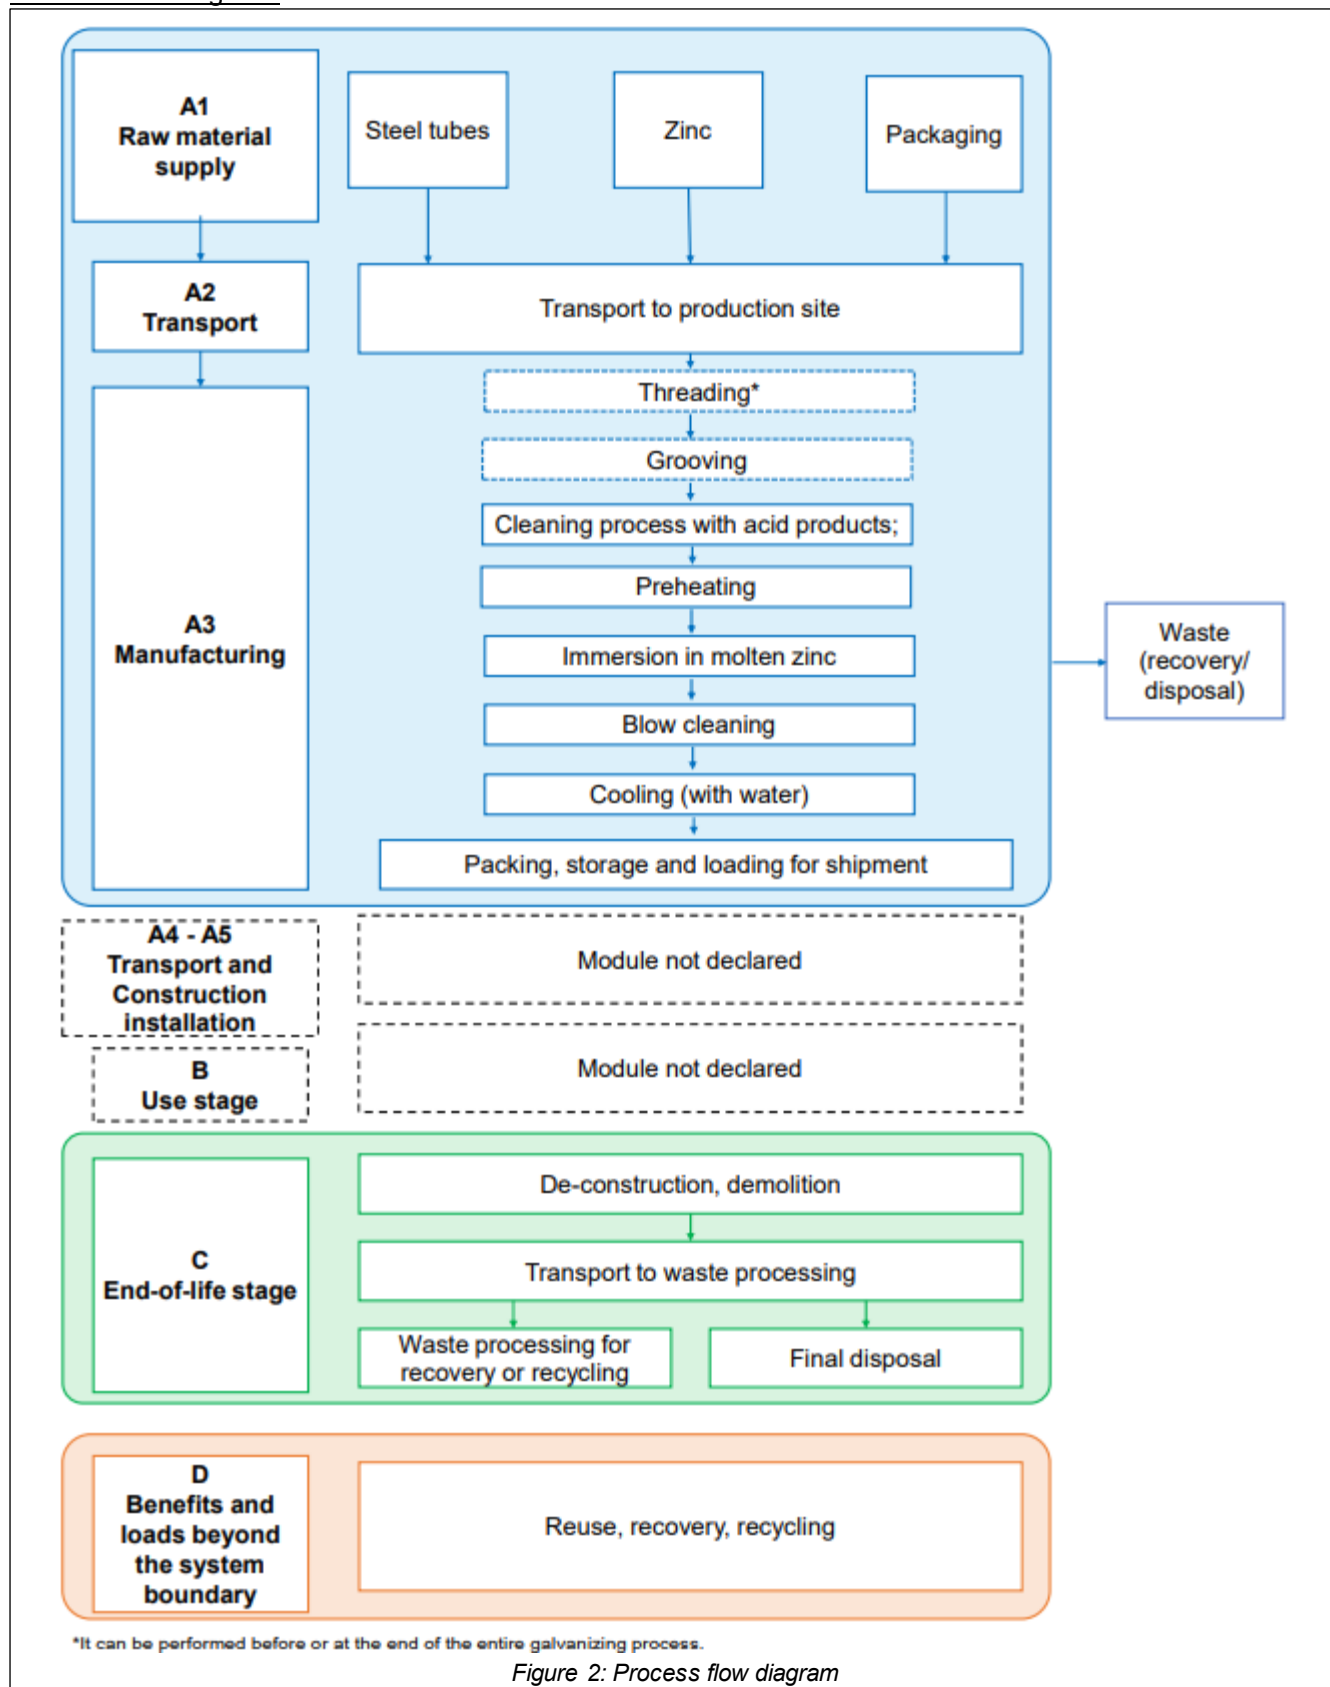 A1
Raw material
supply
Steel tubes
Zinc
Packaging
A2
Transport
Transport to production site
A3
Manufacturing
Threading*
Grooving
Cleaning process with acid products;
Preheating
Immersion in molten zinc
Blow cleaning
Cooling (with water)
Packing, storage and loading for shipment
Waste
(recovery/
disposal)
A4 - A5
Transport and
Construction
installation
Module not declared
B
Use stage
Module not declared
C
End-of-life stage
De-construction, demolition
Transport to waste processing
Waste processing for
recovery or recycling
Final disposal
D
Benefits and
loads beyond
the system
boundary
Reuse, recovery, recycling
*It can be performed before or at the end of the entire galvanizing process.
Figure 2: Process flow diagram